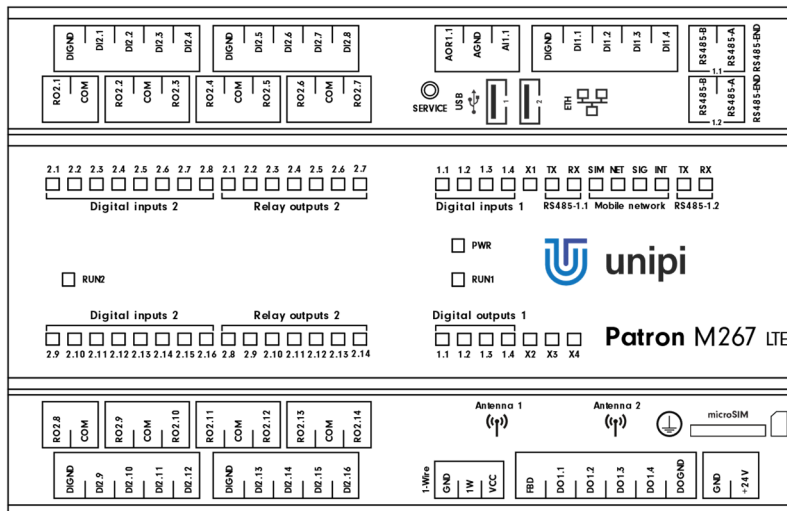 DIGND DI2.1 DI2.2 DI2.3 DI2.4 DIGND DI2.5 DI2.6 DI2.7 DI2.8 AOR1.1 AGND AI1.1 DIGND DI1.1 DI1.2 DI1.3 DI1.4 RS485-B RS485-A RS485-END
1.1
RO2.1 COM RO2.2 COM RO2.3 RO2.4 COM RO2.5 RO2.6 COM RO2.7 SERVICE USB 1 2 ETH RS485-B RS485-A RS485-END
1.2
2.1 2.2 2.3 2.4 2.5 2.6 2.7 2.8 2.1 2.2 2.3 2.4 2.5 2.6 2.7 1.1 1.2 1.3 1.4 X1 TX RX SIM NET SIG INT TX RX
Digital inputs 2 Relay outputs 2 Digital inputs 1 RS485-1.1 Mobile network RS485-1.2
PWR
unipi
RUN2 RUN1
Digital inputs 2 Relay outputs 2 Digital outputs 1
Patron M267 LTE
2.9 2.10 2.11 2.12 2.13 2.14 2.15 2.16 2.8 2.9 2.10 2.11 2.12 2.13 2.14 1.1 1.2 1.3 1.4 X2 X3 X4
RO2.8 COM RO2.9 COM RO2.10 RO2.11 COM RO2.12 RO2.13 COM RO2.14 Antenna 1 Antenna 2 microSIM
DIGND DI2.9 DI2.10 DI2.11 DI2.12 DIGND DI2.13 DI2.14 DI2.15 DI2.16 1-Wire GND 1W VCC FBD DO1.1 DO1.2 DO1.3 DO1.4 DOGND GND +24V